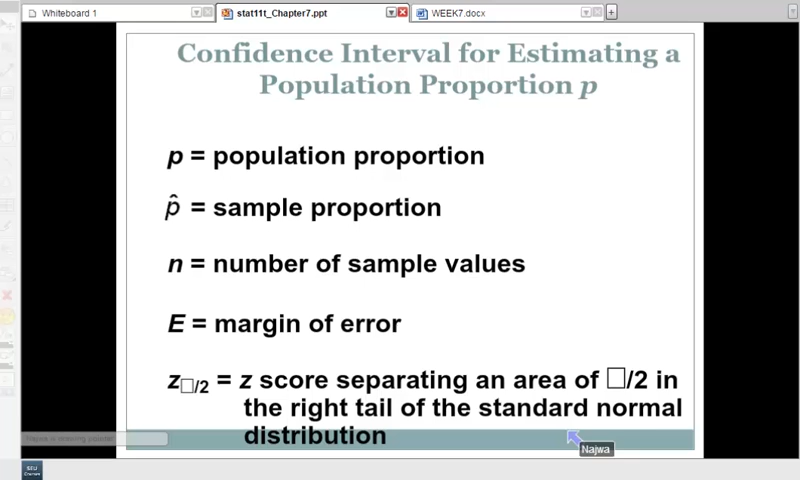 Whiteboard 1
stat11t_Chapter7.ppt
WEEK7.docx
Confidence Interval for Estimating a
Population Proportion p
p = population proportion
p̂ = sample proportion
n = number of sample values
E = margin of error
z□/2 = z score separating an area of □/2 in
the right tail of the standard normal
distribution
Najwa
SEU